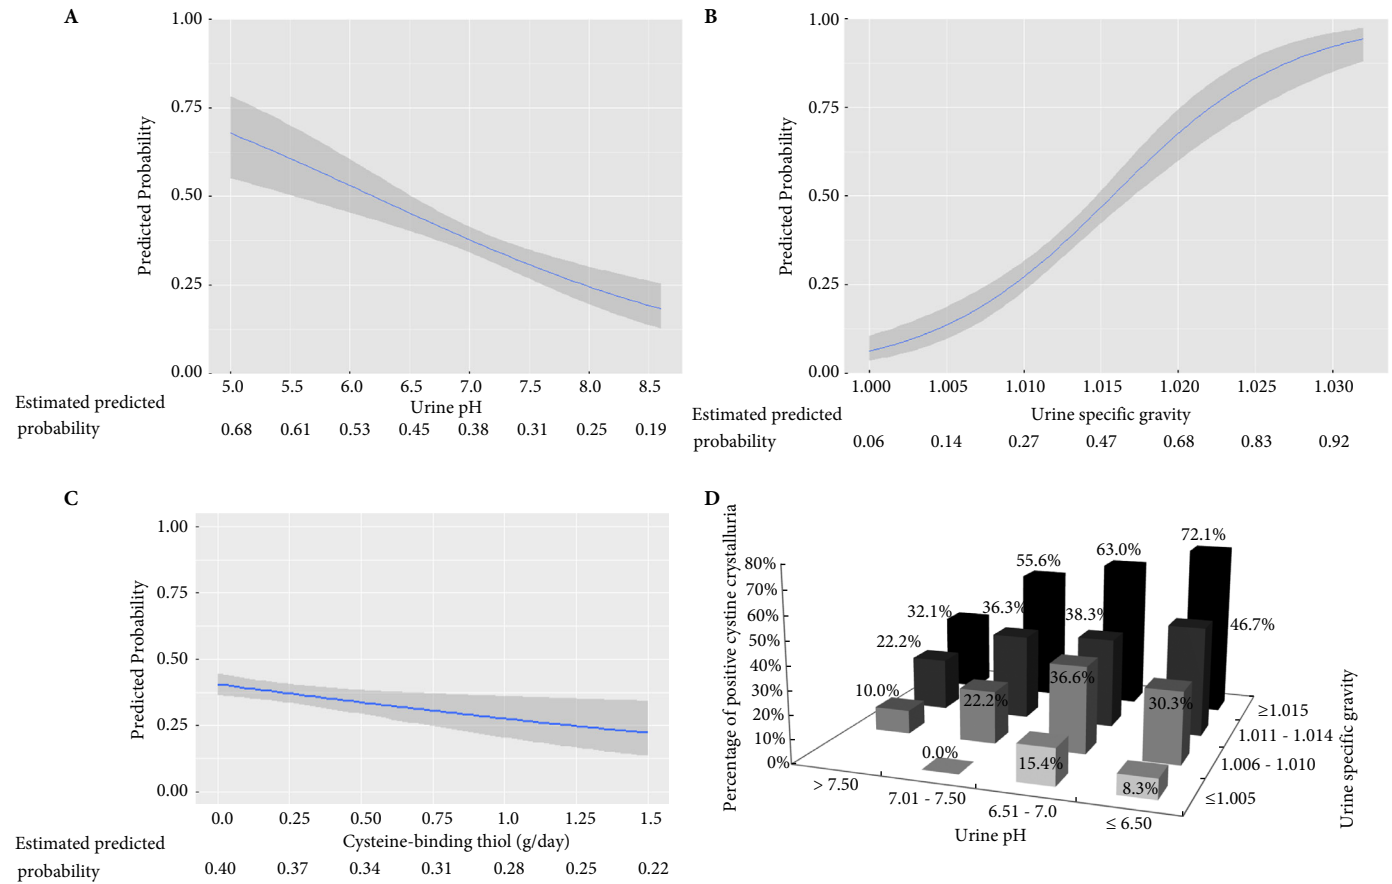 A
1.00
0.75
0.50
0.25
0.00
Predicted Probability
5.0 5.5 6.0 6.5 7.0 7.5 8.0 8.5
Urine pH
Estimated predicted
probability
0.68 0.61 0.53 0.45 0.38 0.31 0.25 0.19
B
1.00
0.75
0.50
0.25
0.00
Predicted Probability
1.000 1.005 1.010 1.015 1.020 1.025 1.030
Urine specific gravity
Estimated predicted
probability
0.06 0.14 0.27 0.47 0.68 0.83 0.92
C
1.00
0.75
0.50
0.25
0.00
Predicted Probability
0.0 0.25 0.50 0.75 1.0 1.25 1.5
Cysteine-binding thiol (g/day)
Estimated predicted
probability
0.40 0.37 0.34 0.31 0.28 0.25 0.22
D
Percentage of positive cystine crystalluria
80%
70%
60%
50%
40%
30%
20%
10%
0%
32.1% 55.6% 63.0% 72.1%
22.2% 36.3% 38.3% 46.7%
10.0% 22.2% 36.6% 30.3%
0.0% 15.4% 8.3%
> 7.50
7.01 - 7.50
6.51 - 7.0
≤ 6.50
Urine pH
≥1.015
1.011 - 1.014
1.006 - 1.010
≤1.005
Urine specific gravity